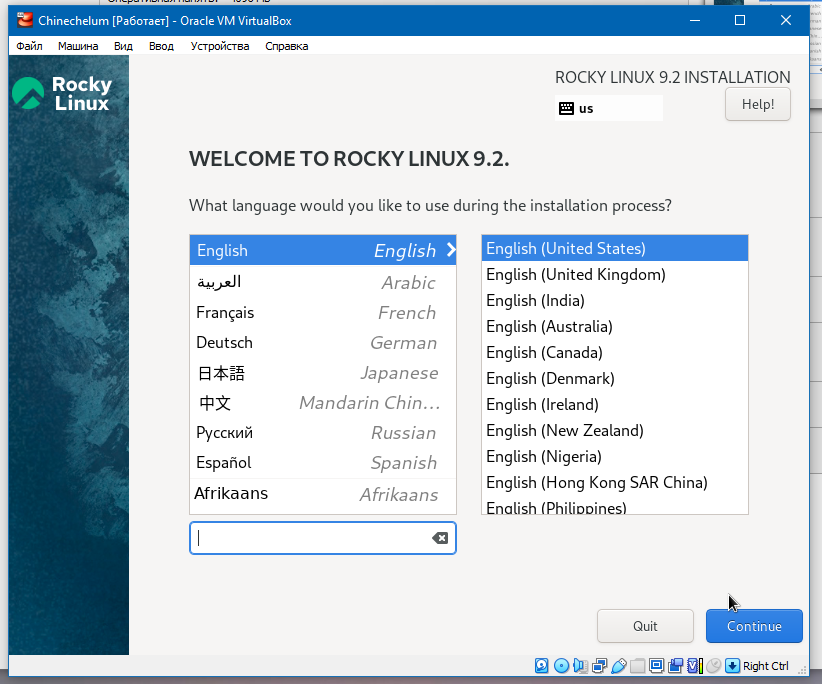 Chinechelum [Работает] - Oracle VM VirtualBox
Файл Машина Вид Ввод Устройства Справка
Rocky
Linux
ROCKY LINUX 9.2 INSTALLATION
us
Help!
WELCOME TO ROCKY LINUX 9.2.
What language would you like to use during the installation process?
English English
العربية Arabic
Français French
Deutsch German
日本語 Japanese
中文 Mandarin Chin…
Русский Russian
Español Spanish
Afrikaans Afrikaans
English (United States)
English (United Kingdom)
English (India)
English (Australia)
English (Canada)
English (Denmark)
English (Ireland)
English (New Zealand)
English (Nigeria)
English (Hong Kong SAR China)
English (Philippines)
Quit
Continue
Right Ctrl